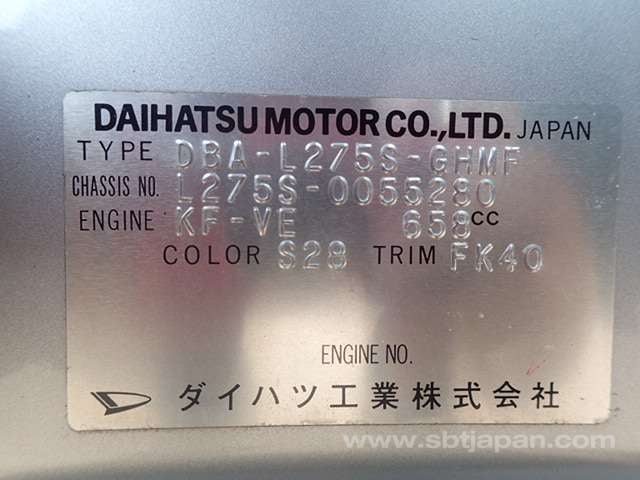 DAIHATSU MOTOR CO.,LTD. JAPAN
TYPE DBA-L275S-GHMF
CHASSIS NO. L275S-0055280
ENGINE KF-VE 658CC
COLOR S28 TRIM FK40
ENGINE NO.
ダイハツ工業株式会社
www.sbtjapan.com